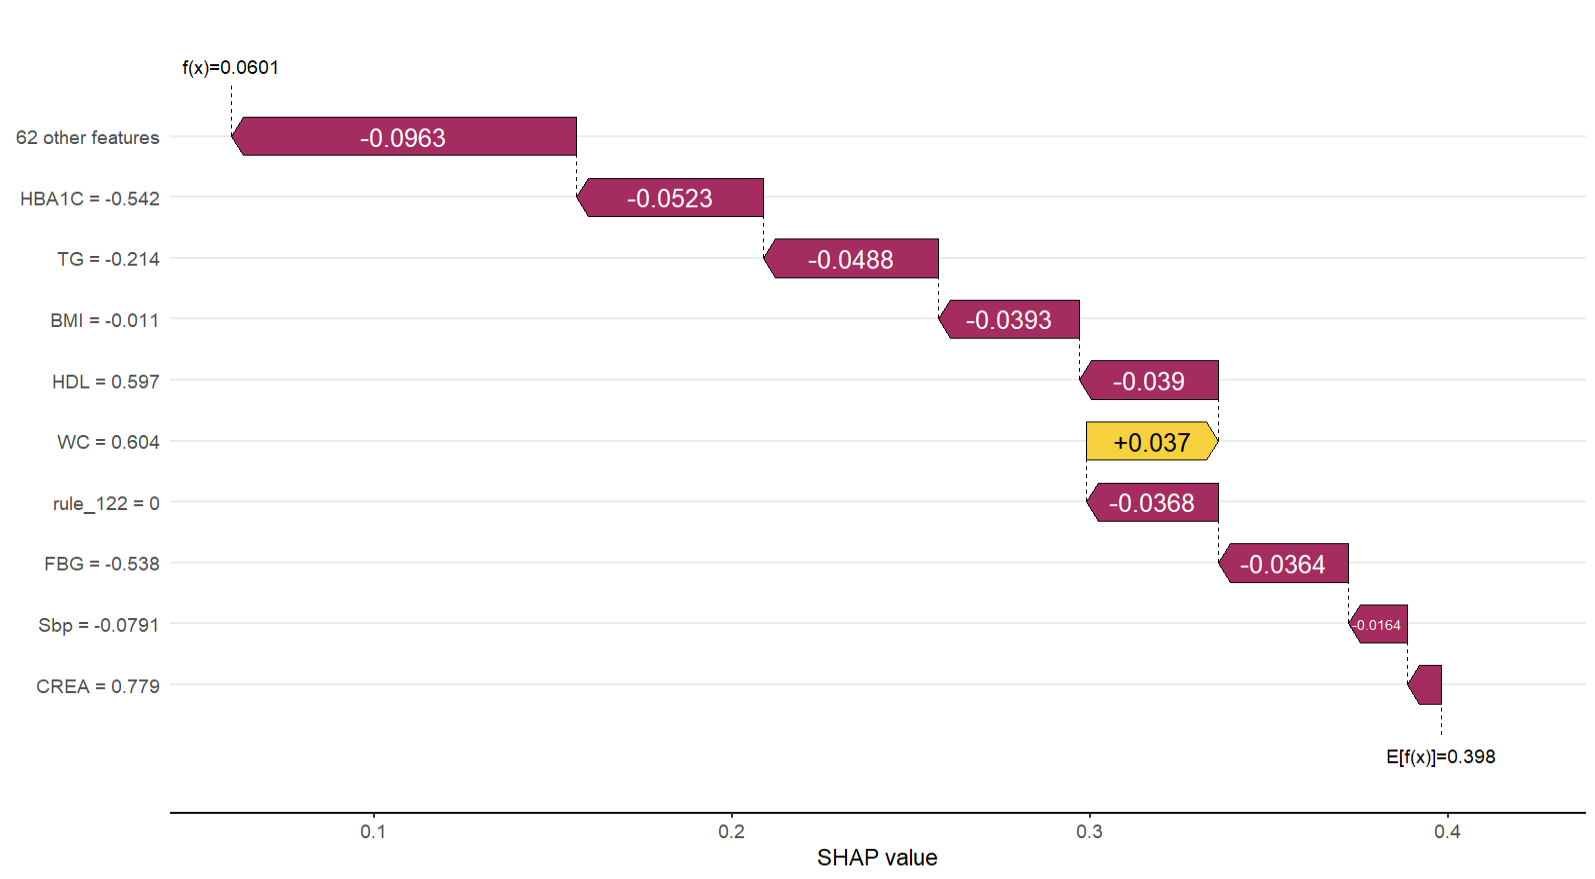 f(x)=0.0601
62 other features
-0.0963
HBA1C = -0.542
-0.0523
TG = -0.214
-0.0488
BMI = -0.011
-0.0393
HDL = 0.597
-0.039
WC = 0.604
+0.037
rule_122 = 0
-0.0368
FBG = -0.538
-0.0364
Sbp = -0.0791
-0.0164
CREA = 0.779
E[f(x)]=0.398
0.1 0.2 0.3 0.4
SHAP value